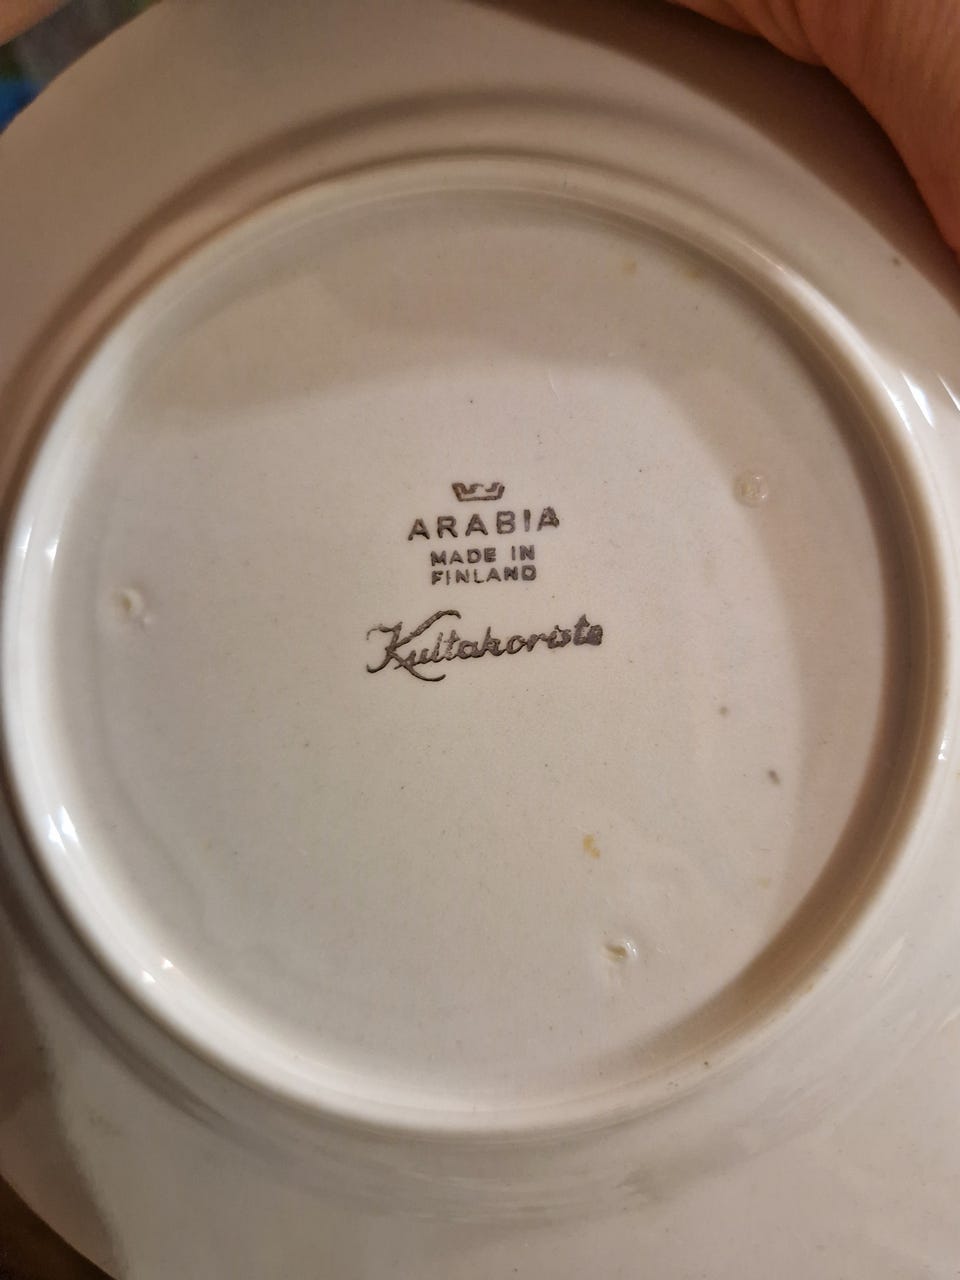 ARABIA
MADE IN
FINLAND
Kultakoriste